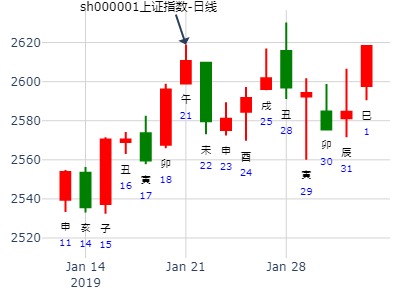 sh000001上证指数-日线
2620
2600
2580
2560
2540
2520
申
11
亥
14
子
15
丑
16
寅
17
卯
18
午
21
未
22
申
23
酉
24
戌
25
丑
28
寅
29
卯
30
辰
31
巳
1
Jan 14
2019
Jan 21
Jan 28